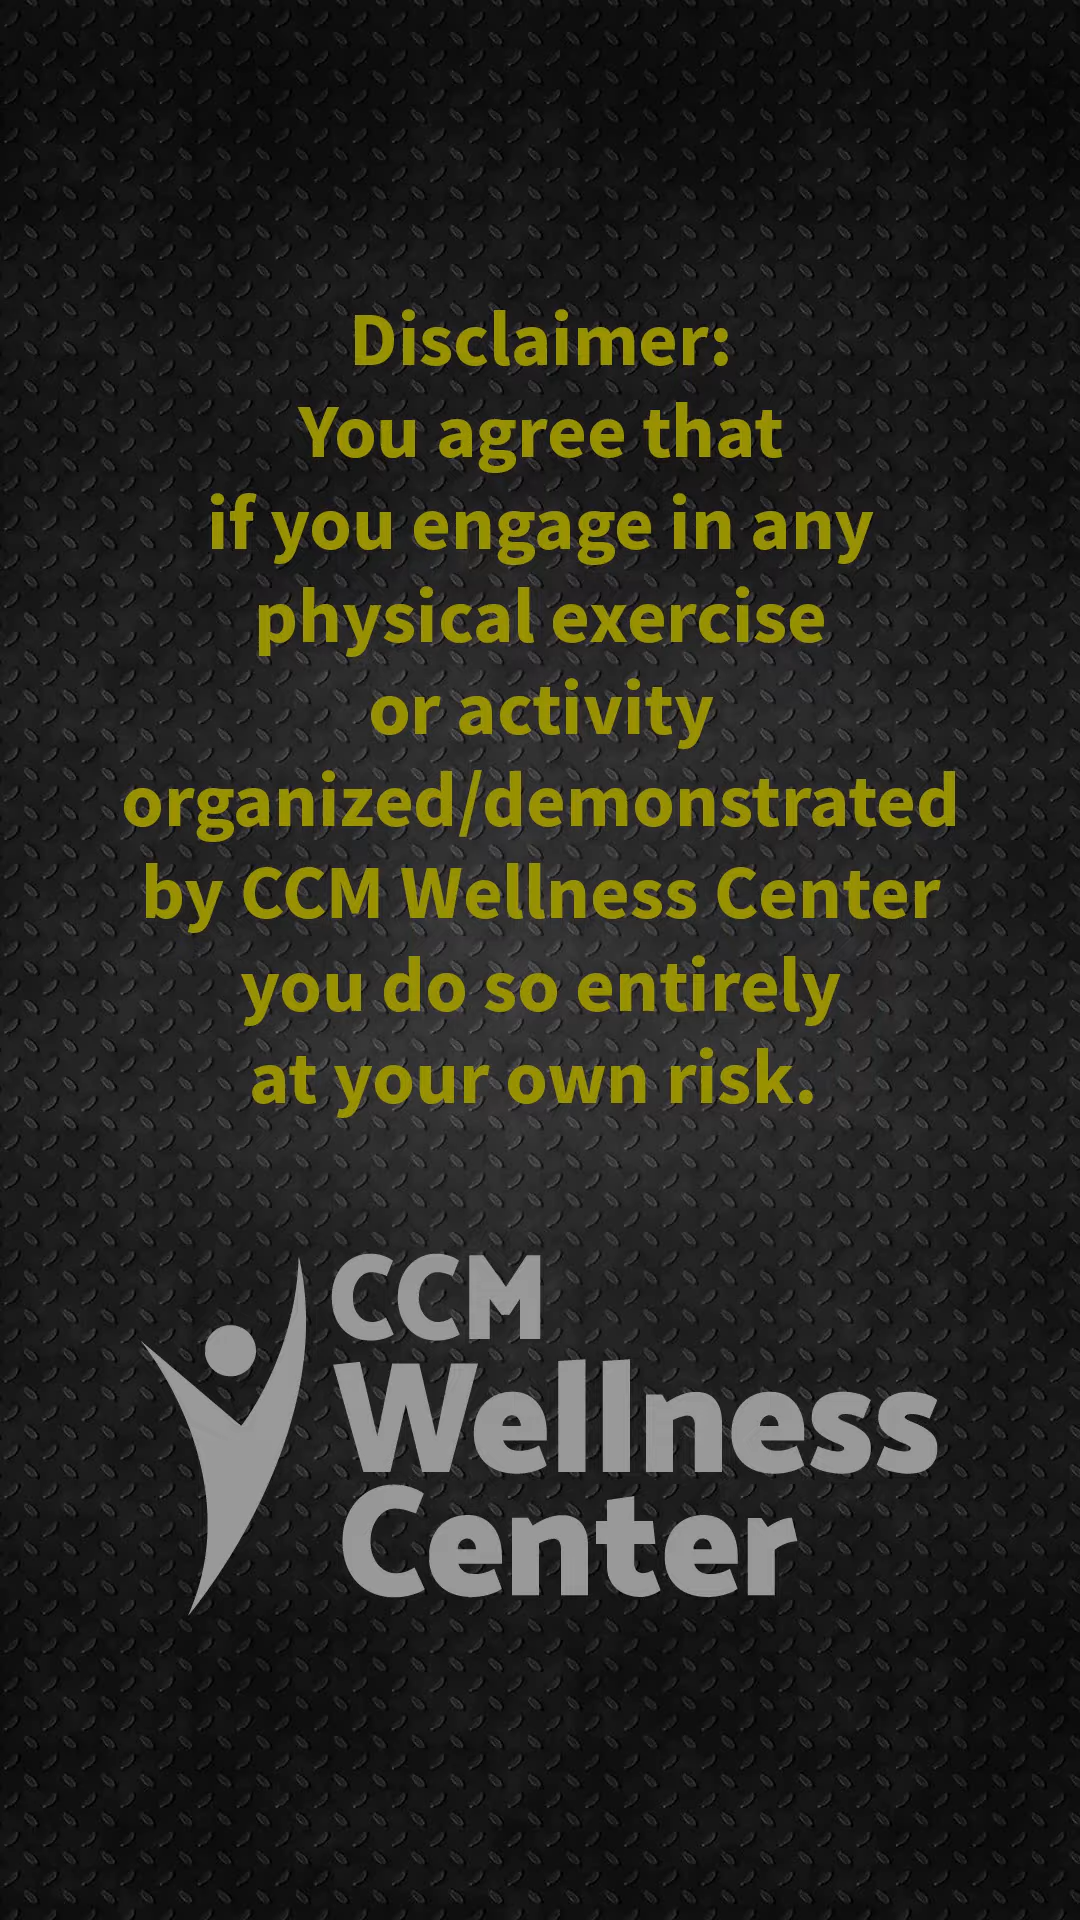 Disclaimer:
You agree that
if you engage in any
physical exercise
or activity
organized/demonstrated
by CCM Wellness Center
you do so entirely
at your own risk.
CCM
Wellness
Center